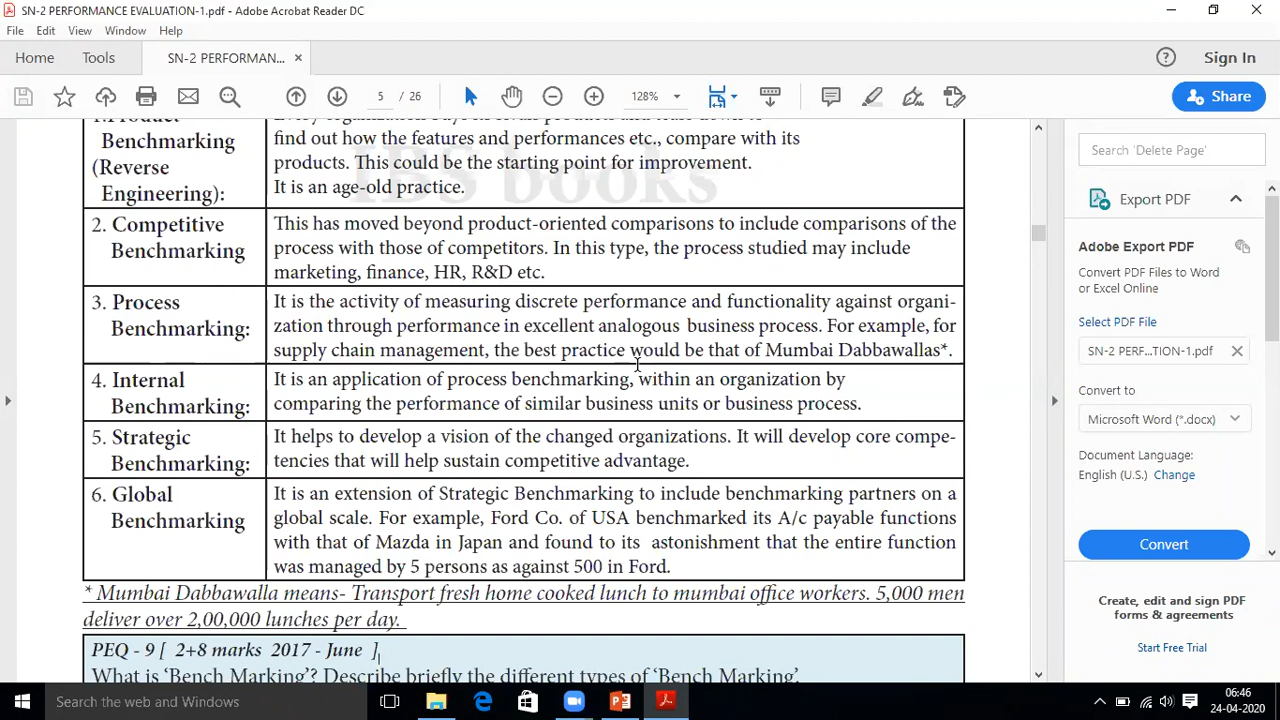 SN-2 PERFORMANCE EVALUATION-1.pdf - Adobe Acrobat Reader DC
File Edit View Window Help
Home Tools SN-2 PERFORMAN... Sign In
5 / 26 128% Share
1.Product
Benchmarking
(Reverse
Engineering):
find out how the features and performances etc., compare with its
products. This could be the starting point for improvement.
It is an age-old practice.
IBS books
2. Competitive
Benchmarking
This has moved beyond product-oriented comparisons to include comparisons of the
process with those of competitors. In this type, the process studied may include
marketing, finance, HR, R&D etc.
3. Process
Benchmarking:
It is the activity of measuring discrete performance and functionality against organi-
zation through performance in excellent analogous business process. For example, for
supply chain management, the best practice would be that of Mumbai Dabbawallas*.
4. Internal
Benchmarking:
It is an application of process benchmarking, within an organization by
comparing the performance of similar business units or business process.
5. Strategic
Benchmarking:
It helps to develop a vision of the changed organizations. It will develop core compe-
tencies that will help sustain competitive advantage.
6. Global
Benchmarking
It is an extension of Strategic Benchmarking to include benchmarking partners on a
global scale. For example, Ford Co. of USA benchmarked its A/c payable functions
with that of Mazda in Japan and found to its astonishment that the entire function
was managed by 5 persons as against 500 in Ford.
* Mumbai Dabbawalla means- Transport fresh home cooked lunch to mumbai office workers. 5,000 men
deliver over 2,00,000 lunches per day.
PEQ - 9 [ 2+8 marks 2017 - June ]
What is 'Bench Marking'? Describe briefly the different types of 'Bench Marking'.
Search 'Delete Page'
Export PDF
Adobe Export PDF
Convert PDF Files to Word
or Excel Online
Select PDF File
SN-2 PERF...TION-1.pdf
Convert to
Microsoft Word (*.docx)
Document Language:
English (U.S.) Change
Convert
Create, edit and sign PDF
forms & agreements
Start Free Trial
Search the web and Windows
06:46
24-04-2020